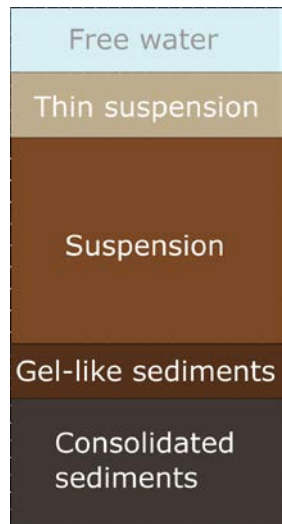 Free water
Thin suspension
Suspension
Gel-like sediments
Consolidated
sediments